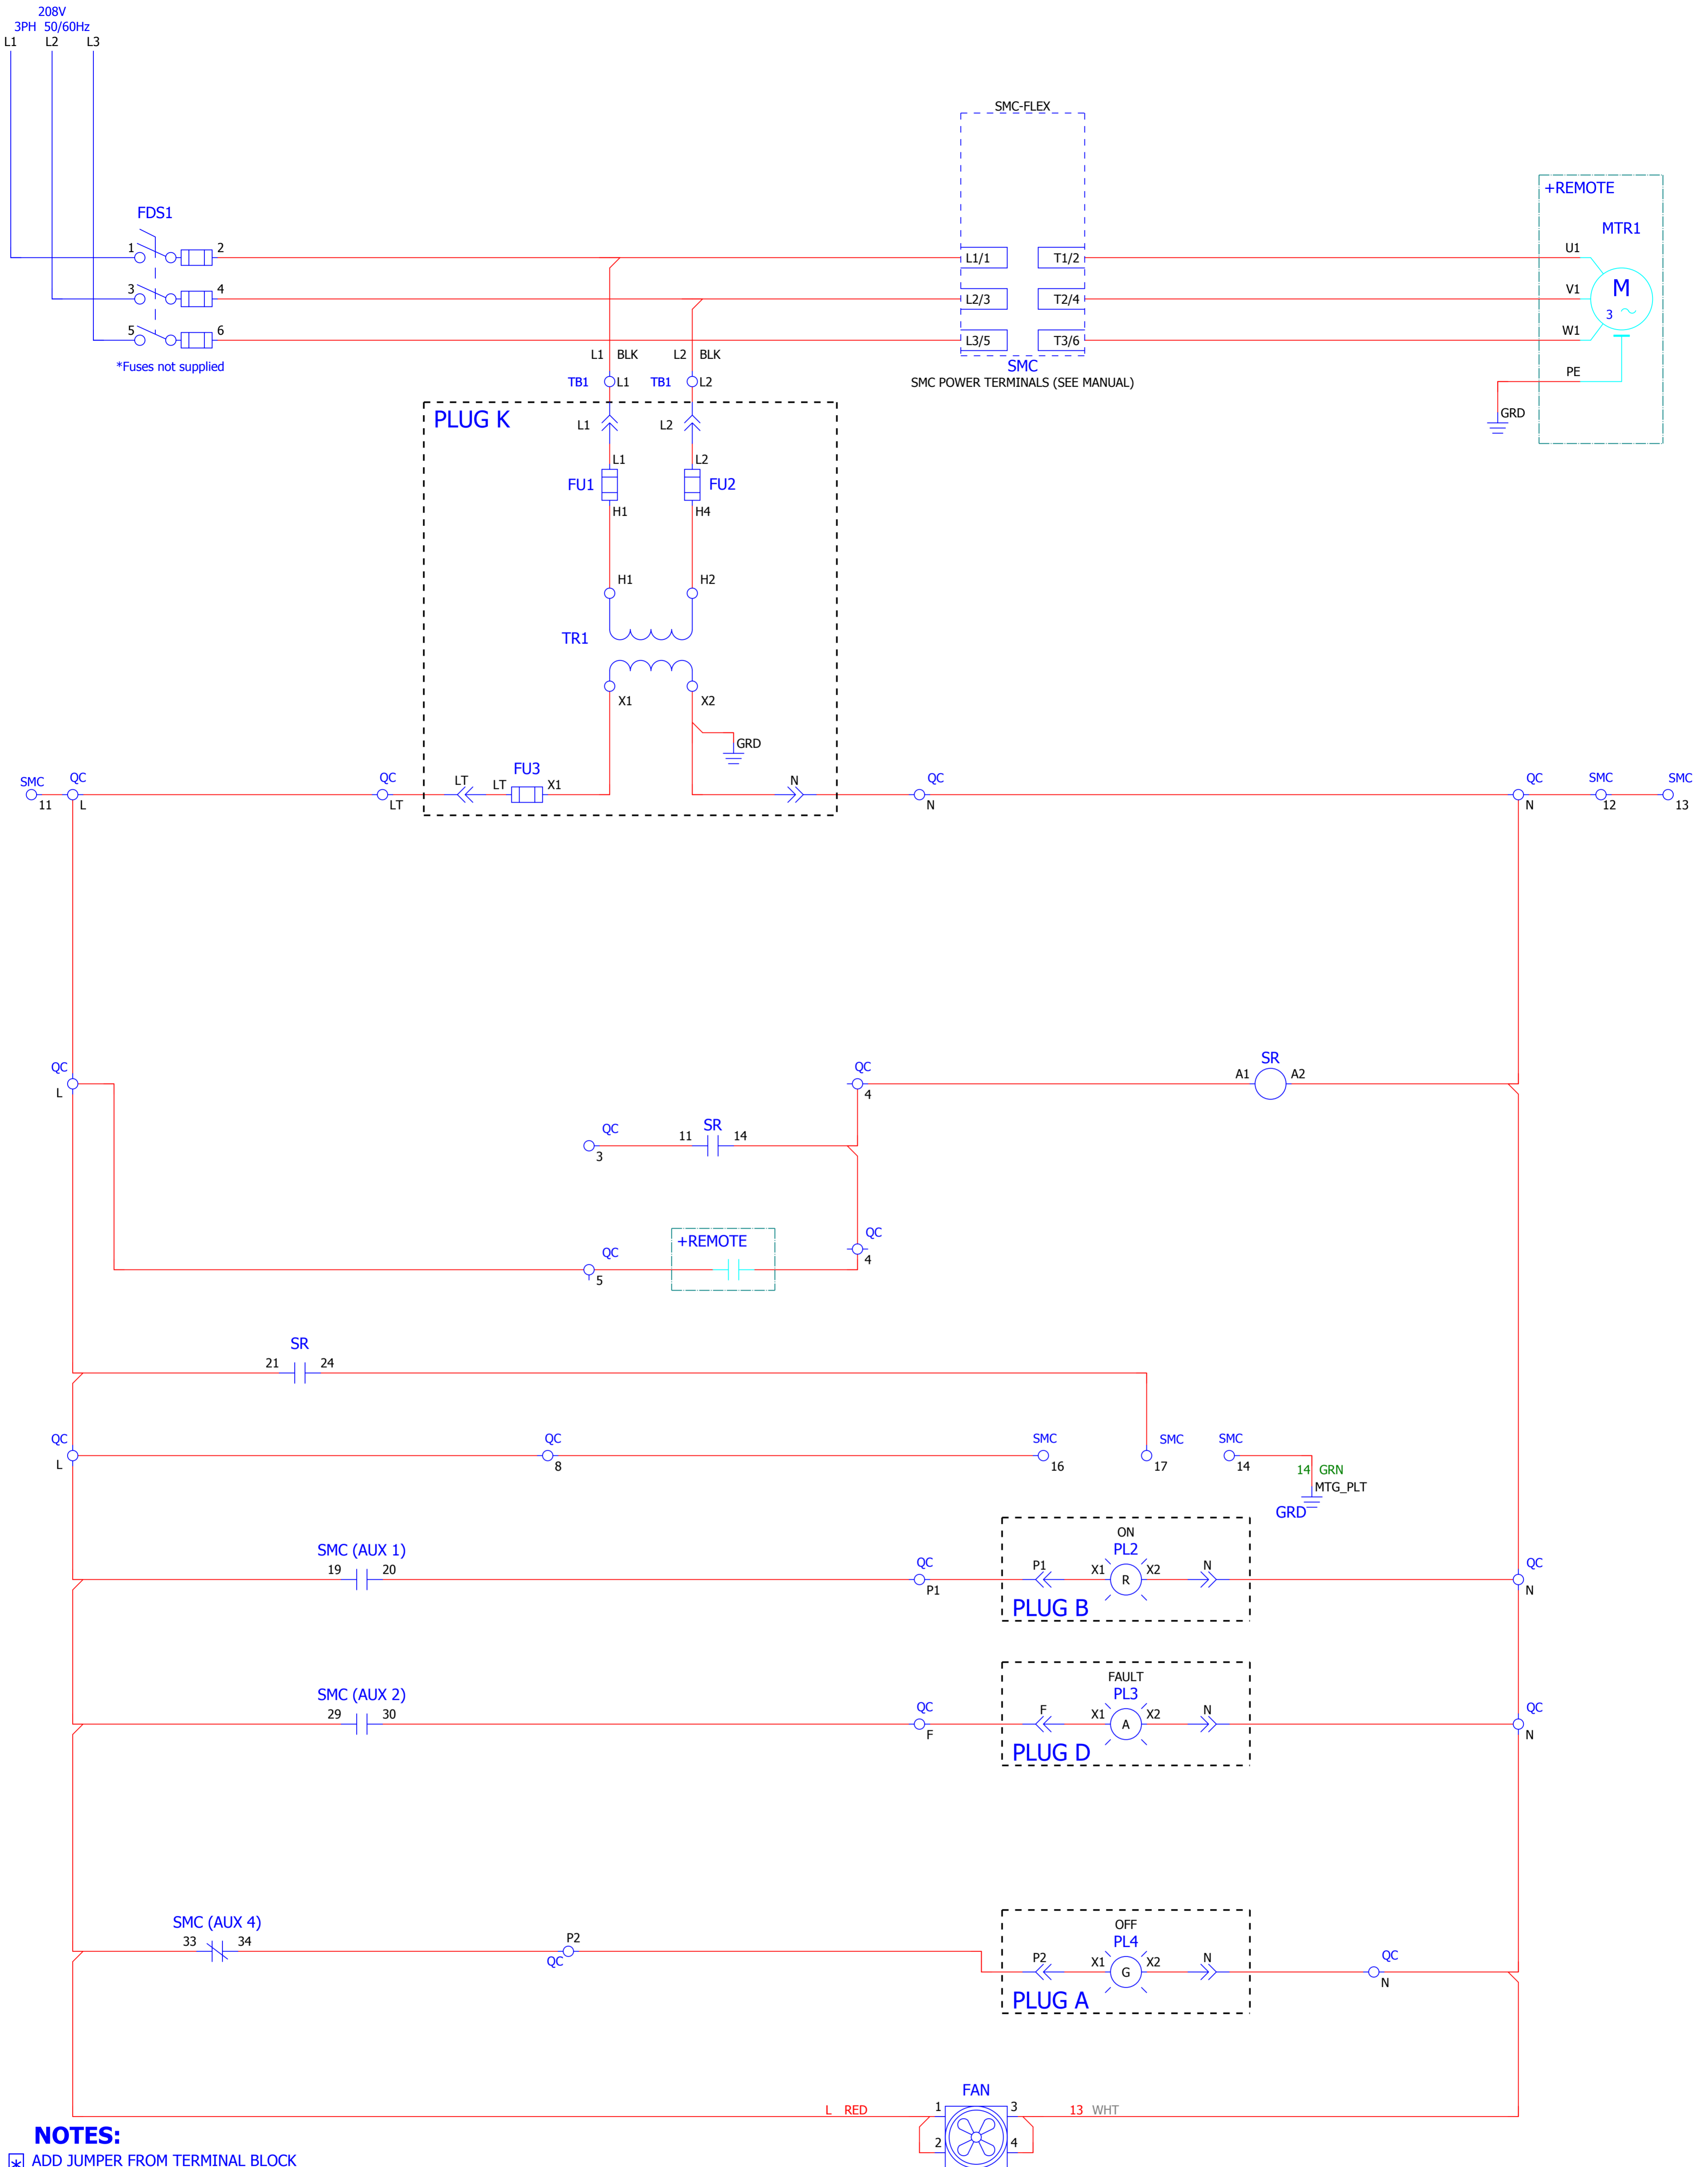 208V
3PH 50/60Hz
L1 L2 L3
SMC-FLEX
+REMOTE
FDS1
MTR1
1 2 L1/1 T1/2 U1
3 4 L2/3 T2/4 V1 M
3
5 6 L3/5 T3/6 W1
*Fuses not supplied
L1 BLK L2 BLK
SMC
SMC POWER TERMINALS (SEE MANUAL)
PE
TB1 L1 TB1 L2
GRD
PLUG K
L1 L2
L1 L2
FU1 FU2
H1 H4
H1 H2
TR1
X1 X2
GRD
SMC QC QC LT LT FU3 X1 N QC QC SMC SMC
11 L LT N N 12 13
QC QC SR
L 4 A1 A2
QC 11 SR 14
3
QC +REMOTE QC
5 4
SR
21 24
QC QC SMC SMC SMC
L 8 16 17 14
14 GRN
MTG_PLT
GRD
SMC (AUX 1)
19 20
QC
P1
ON
PL2
P1 X1 R X2 N
PLUG B
QC
N
SMC (AUX 2)
29 30
QC
F
FAULT
PL3
F X1 A X2 N
PLUG D
QC
N
SMC (AUX 4)
33 34
P2
QC
OFF
PL4
P2 X1 G X2 N
PLUG A
QC
N
FAN
L RED 1 3 13 WHT
2 4
NOTES:
* ADD JUMPER FROM TERMINAL BLOCK